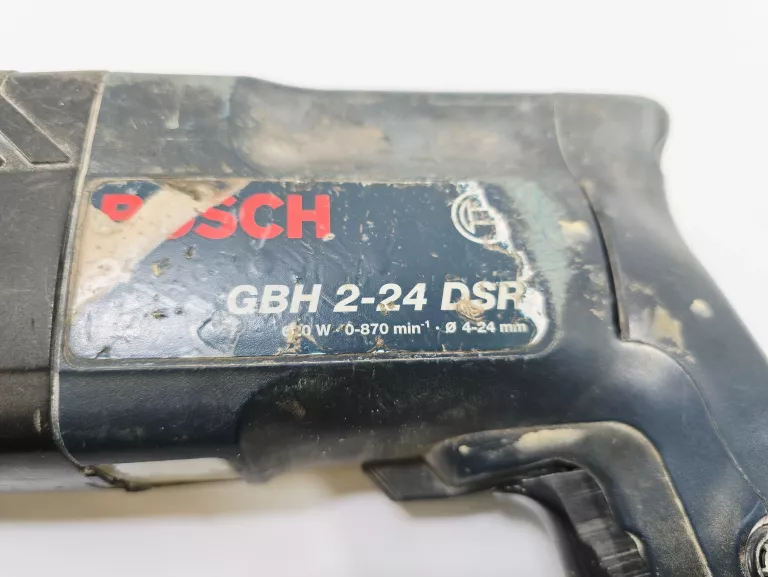 BOSCH
GBH 2-24 DSR
W / 0-870 min⁻¹ · Ø 4-24 mm